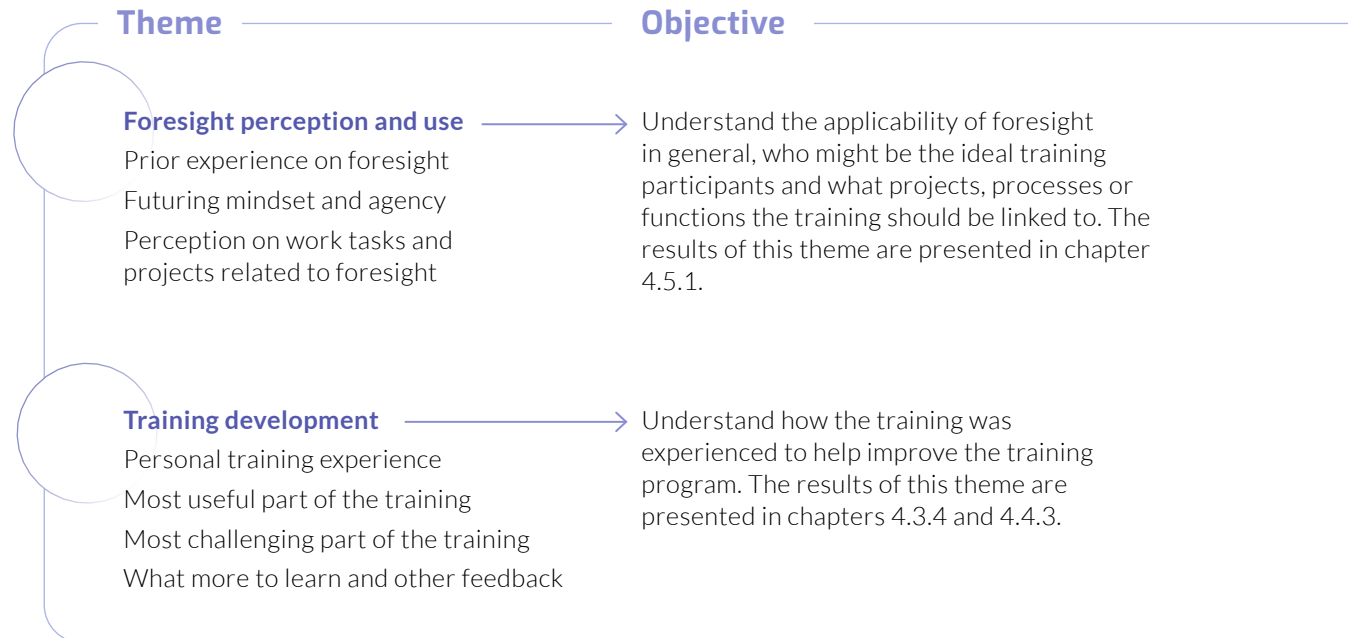 Theme
Objective
Foresight perception and use
Prior experience on foresight
Futuring mindset and agency
Perception on work tasks and
projects related to foresight
Understand the applicability of foresight
in general, who might be the ideal training
participants and what projects, processes or
functions the training should be linked to. The
results of this theme are presented in chapter
4.5.1.
Training development
Personal training experience
Most useful part of the training
Most challenging part of the training
What more to learn and other feedback
Understand how the training was
experienced to help improve the training
program. The results of this theme are
presented in chapters 4.3.4 and 4.4.3.